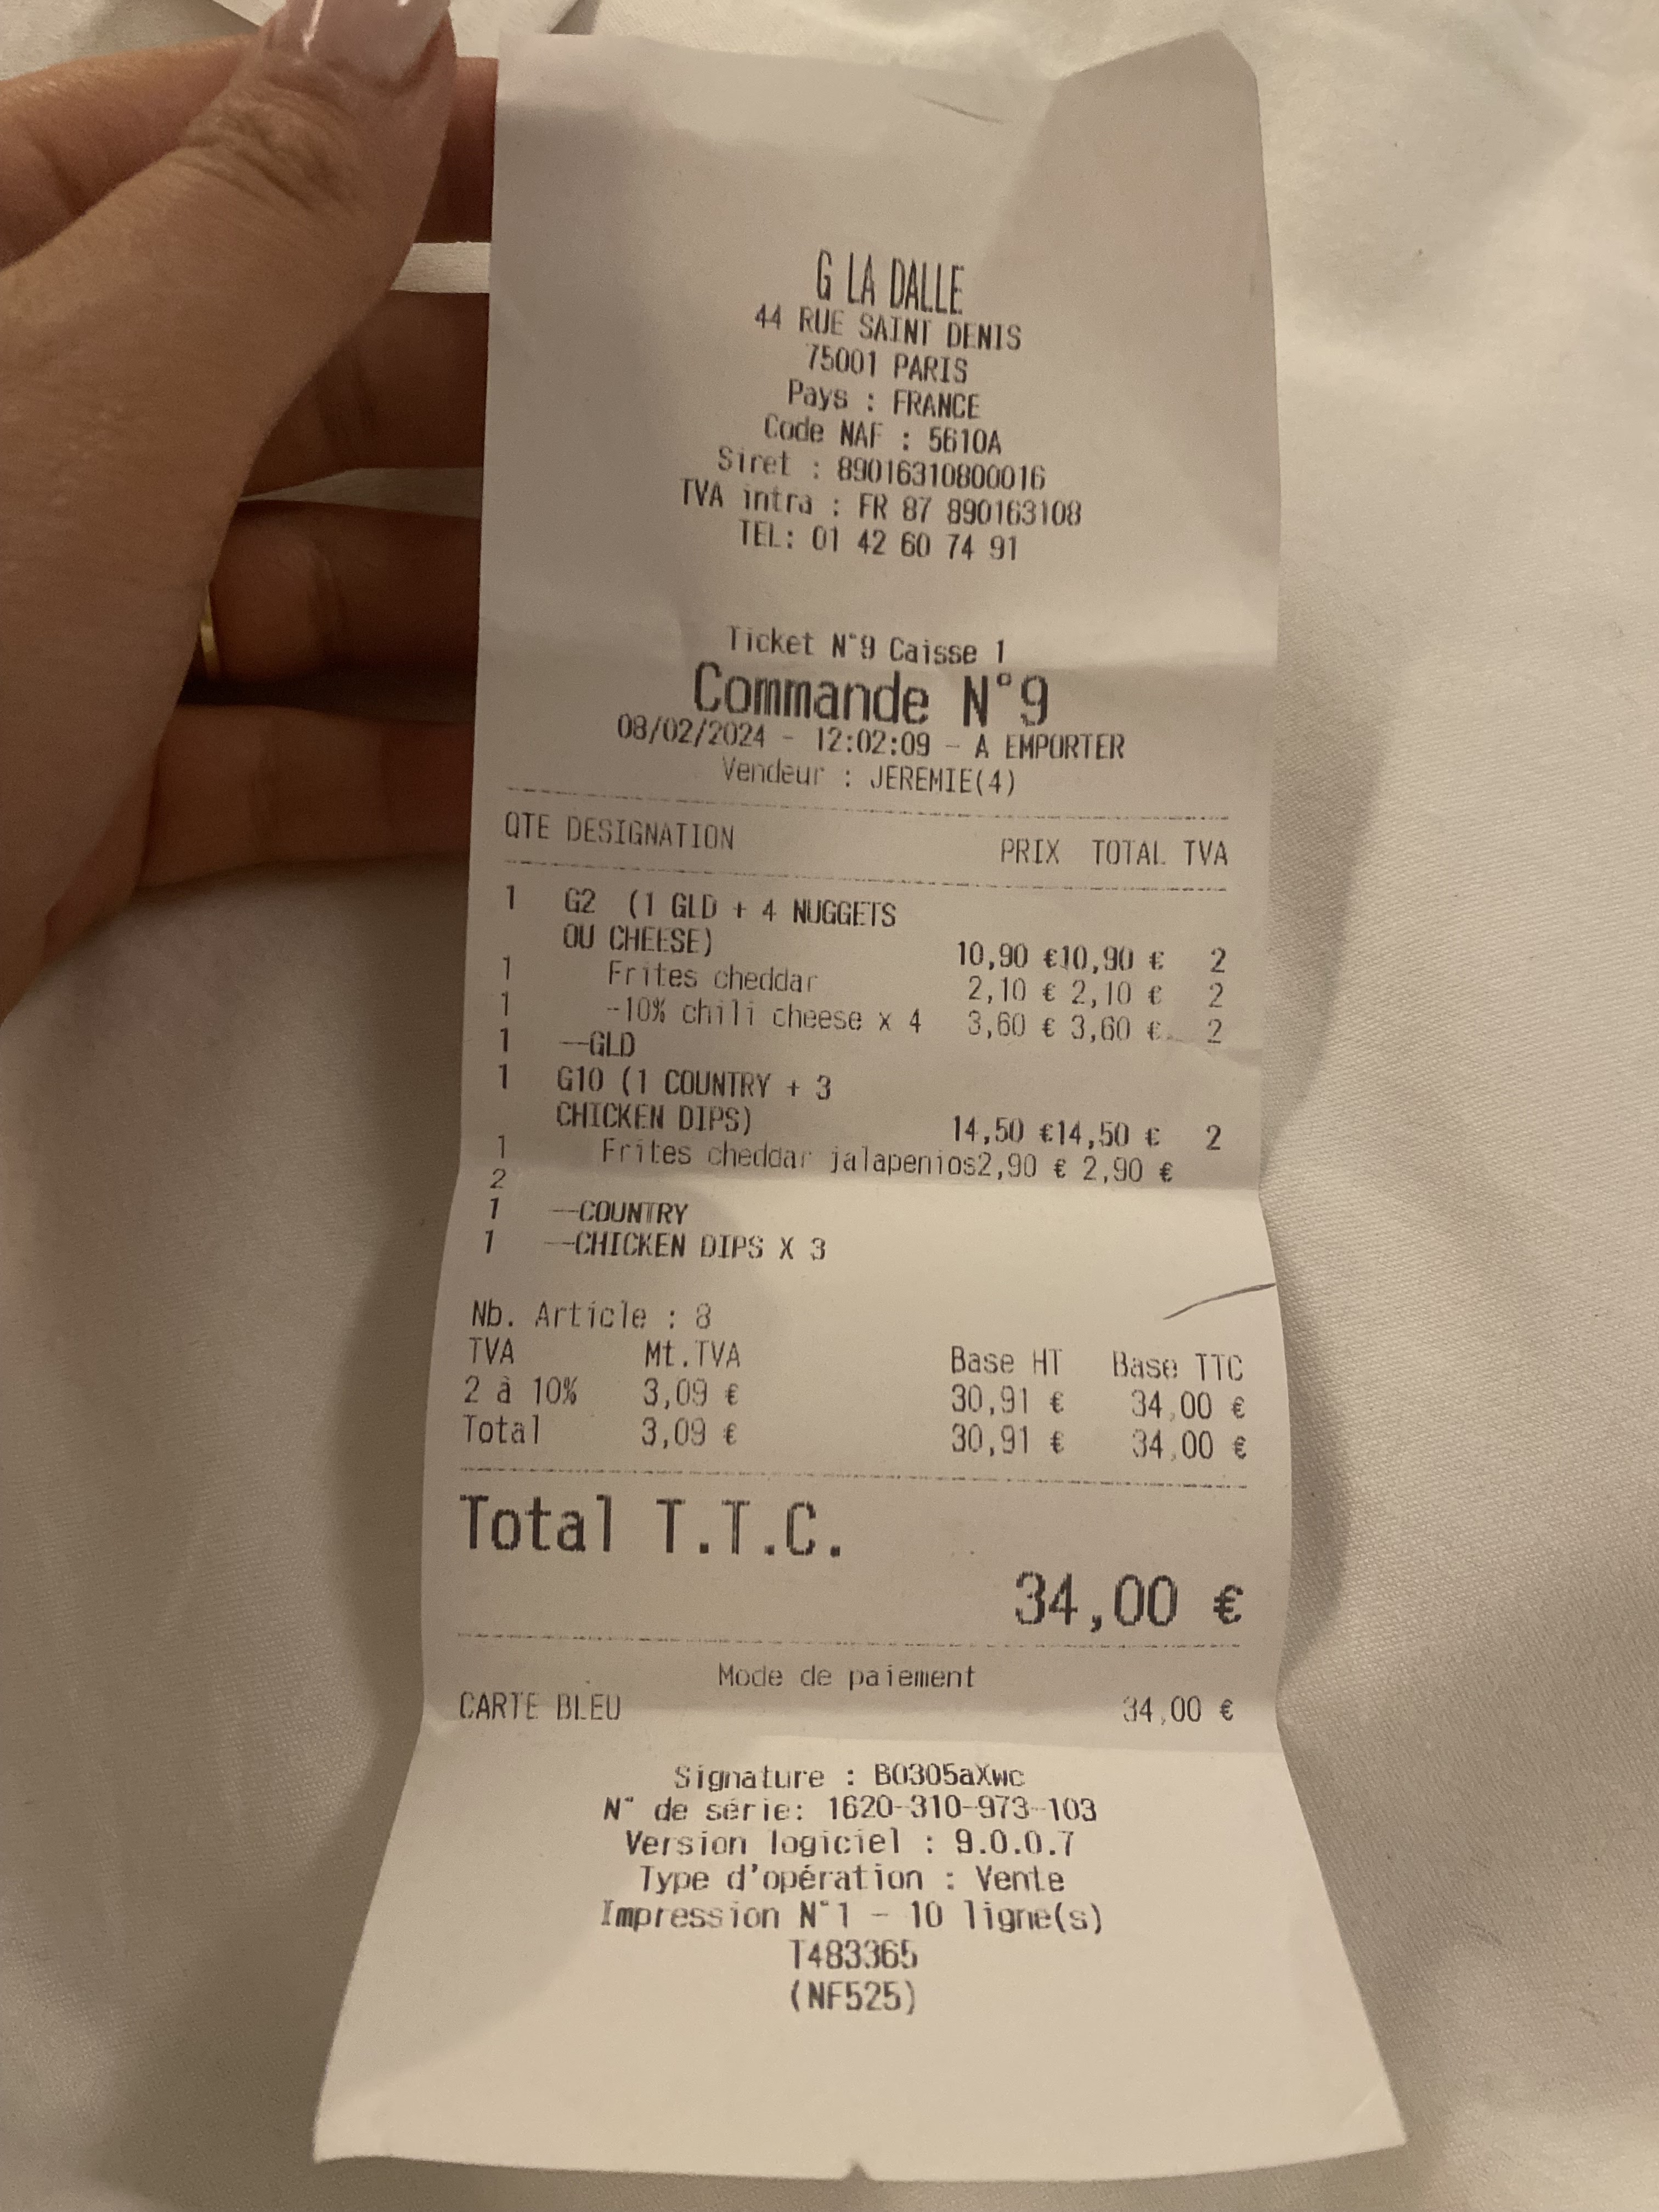 G LA DALLE
44 RUE SAINT DENIS
75001 PARIS
Pays : FRANCE
Code NAF : 5610A
Siret : 89016310800016
TVA intra : FR 87 890163108
TEL: 01 42 60 74 91
Ticket N°9 Caisse 1
Commande N°9
08/02/2024 - 12:02:09 - A EMPORTER
Vendeur : JEREMIE(4)
QTE DESIGNATION PRIX TOTAL TVA
1 G2 (1 GLD + 4 NUGGETS
OU CHEESE) 10,90 €10,90 € 2
1 Frites cheddar 2,10 € 2,10 € 2
1 -10% chili cheese x 4 3,60 € 3,60 € 2
1 --GLD
1 G10 (1 COUNTRY + 3
CHICKEN DIPS) 14,50 €14,50 € 2
1 Frites cheddar jalapenios2,90 € 2,90 €
2
1 --COUNTRY
1 --CHICKEN DIPS X 3
Nb. Article : 8
TVA Mt.TVA Base HT Base TTC
2 à 10% 3,09 € 30,91 € 34,00 €
Total 3,09 € 30,91 € 34,00 €
Total T.T.C.
34,00 €
Mode de paiement
CARTE BLEU 34,00 €
Signature : B0305aXwc
N° de série: 1620-310-973-103
Version logiciel : 9.0.0.7
Type d'opération : Vente
Impression N°1 - 10 ligne(s)
T483365
(NF525)